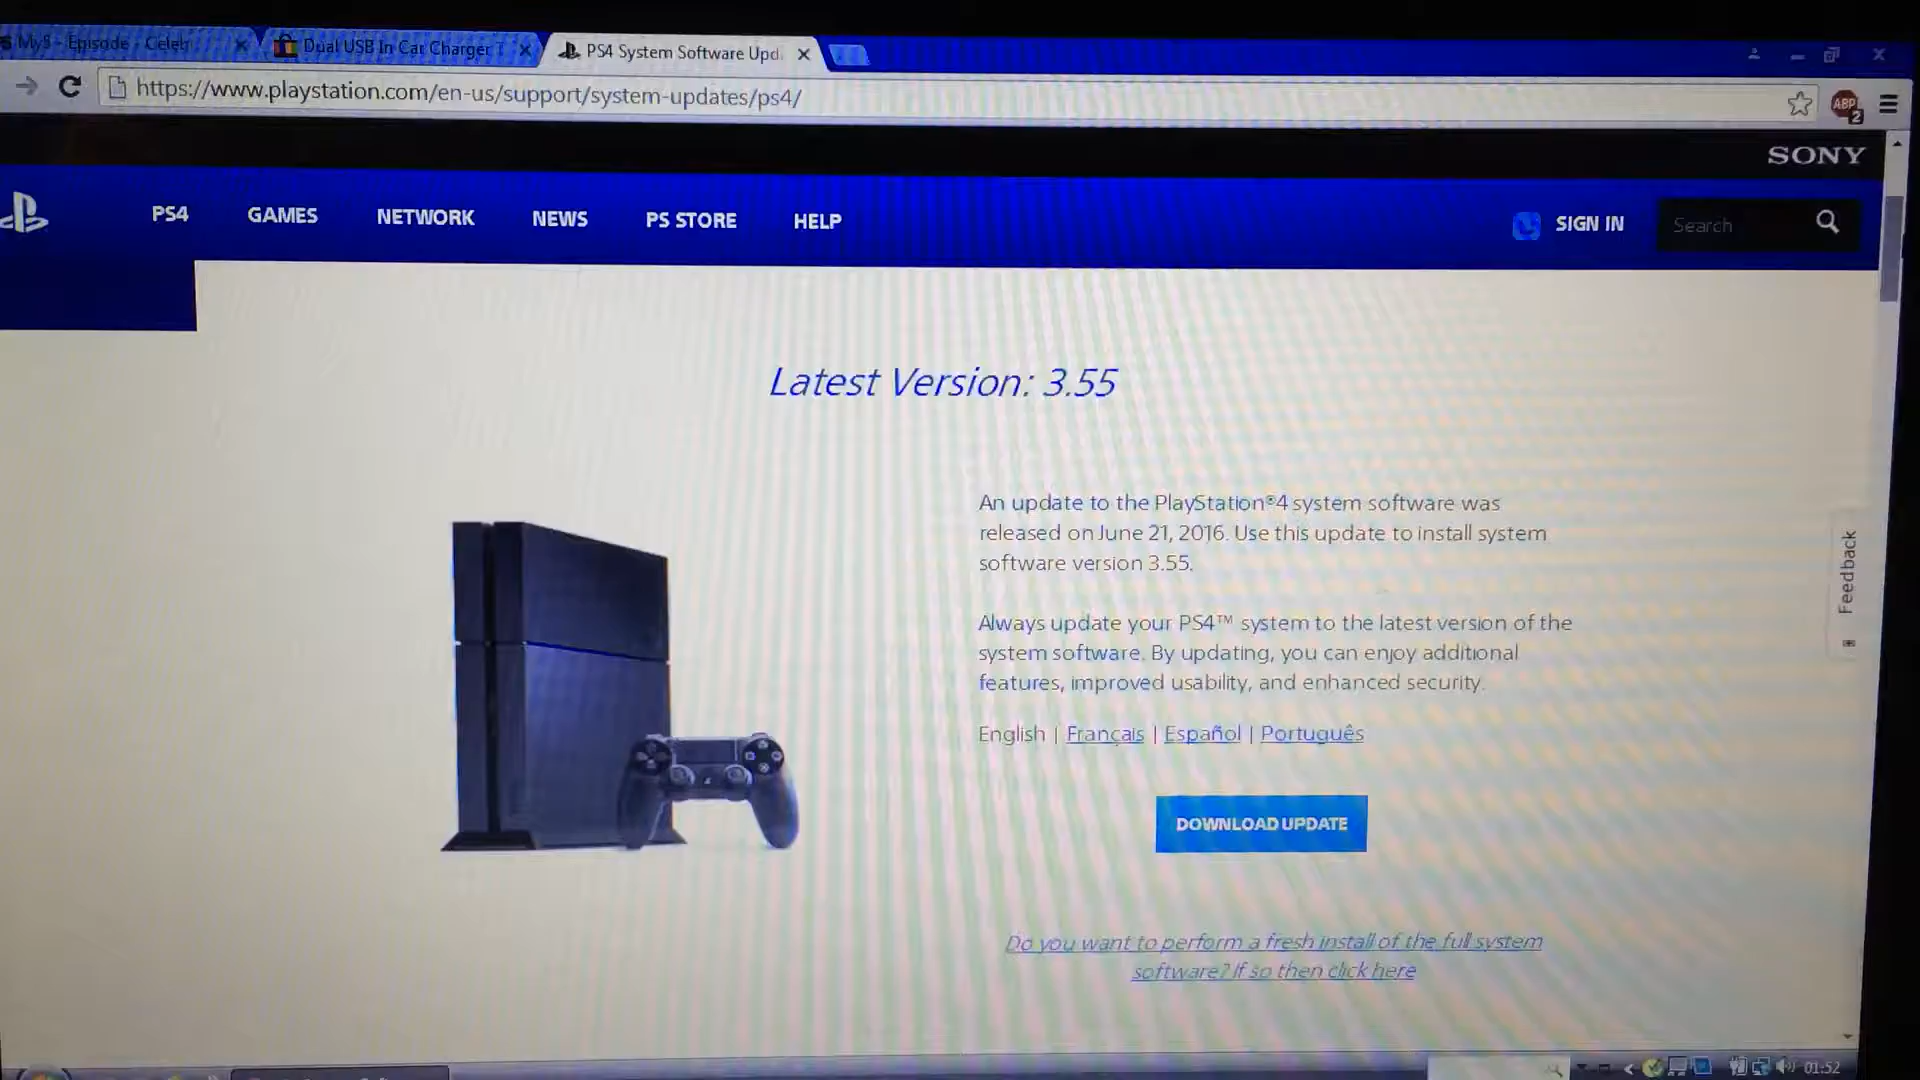 My5 - Episode - Celeb
Dual USB In Car Charger T
PS4 System Software Upd
https://www.playstation.com/en-us/support/system-updates/ps4/
ABP
2
SONY
PS4
GAMES
NETWORK
NEWS
PS STORE
HELP
SIGN IN
Search
Latest Version: 3.55
An update to the PlayStation®4 system software was
released on June 21, 2016. Use this update to install system
software version 3.55.
Always update your PS4™ system to the latest version of the
system software. By updating, you can enjoy additional
features, improved usability, and enhanced security.
English | Français | Español | Português
DOWNLOAD UPDATE
Do you want to perform a fresh install of the full system
software? If so then click here
Feedback
01:52